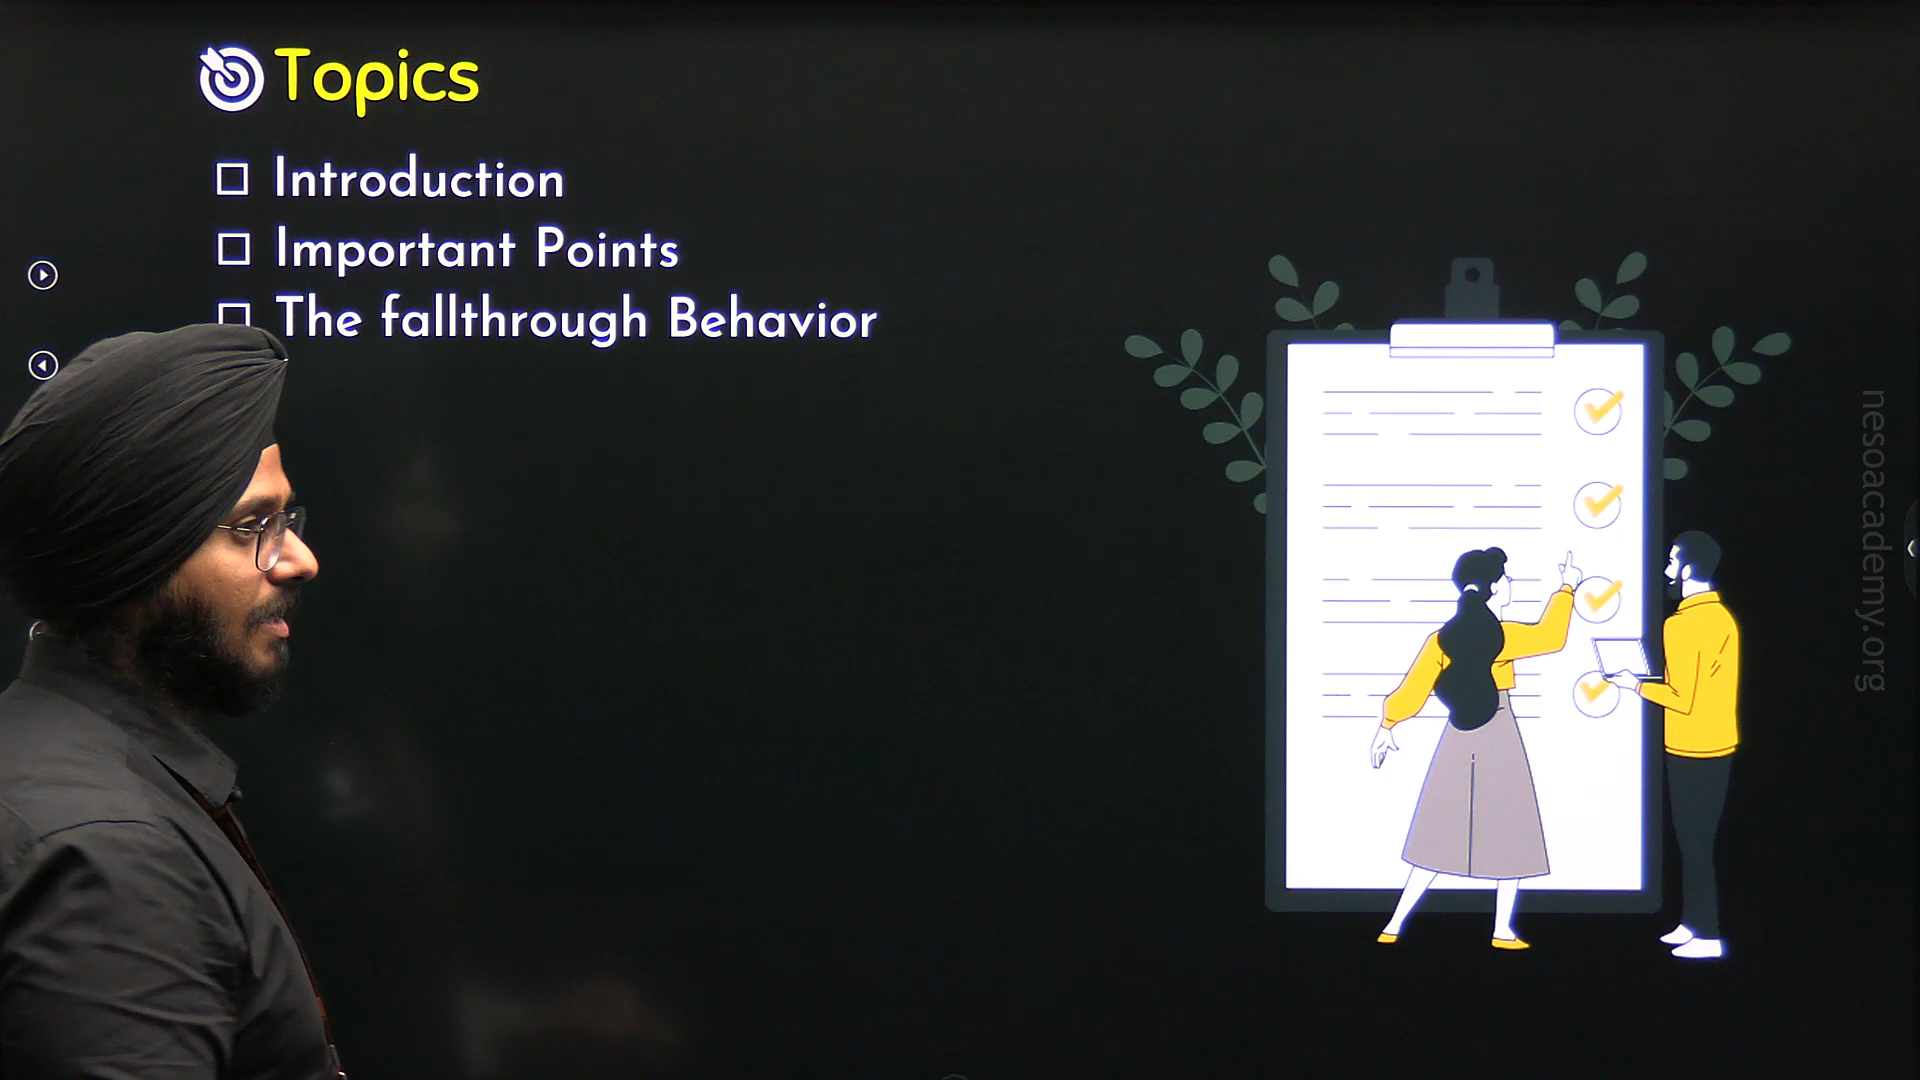 Topics
Introduction
Important Points
The fallthrough Behavior
nesoacademy.org